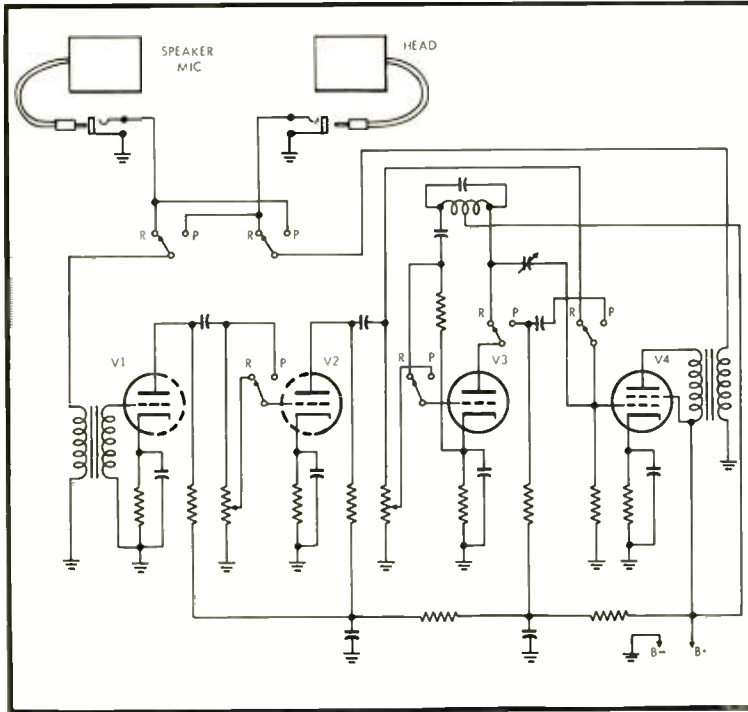 SPEAKER
MIC
HEAD
R P R P
R P
R P
R P
R P
V1
V2
V3
V4
B-
B+